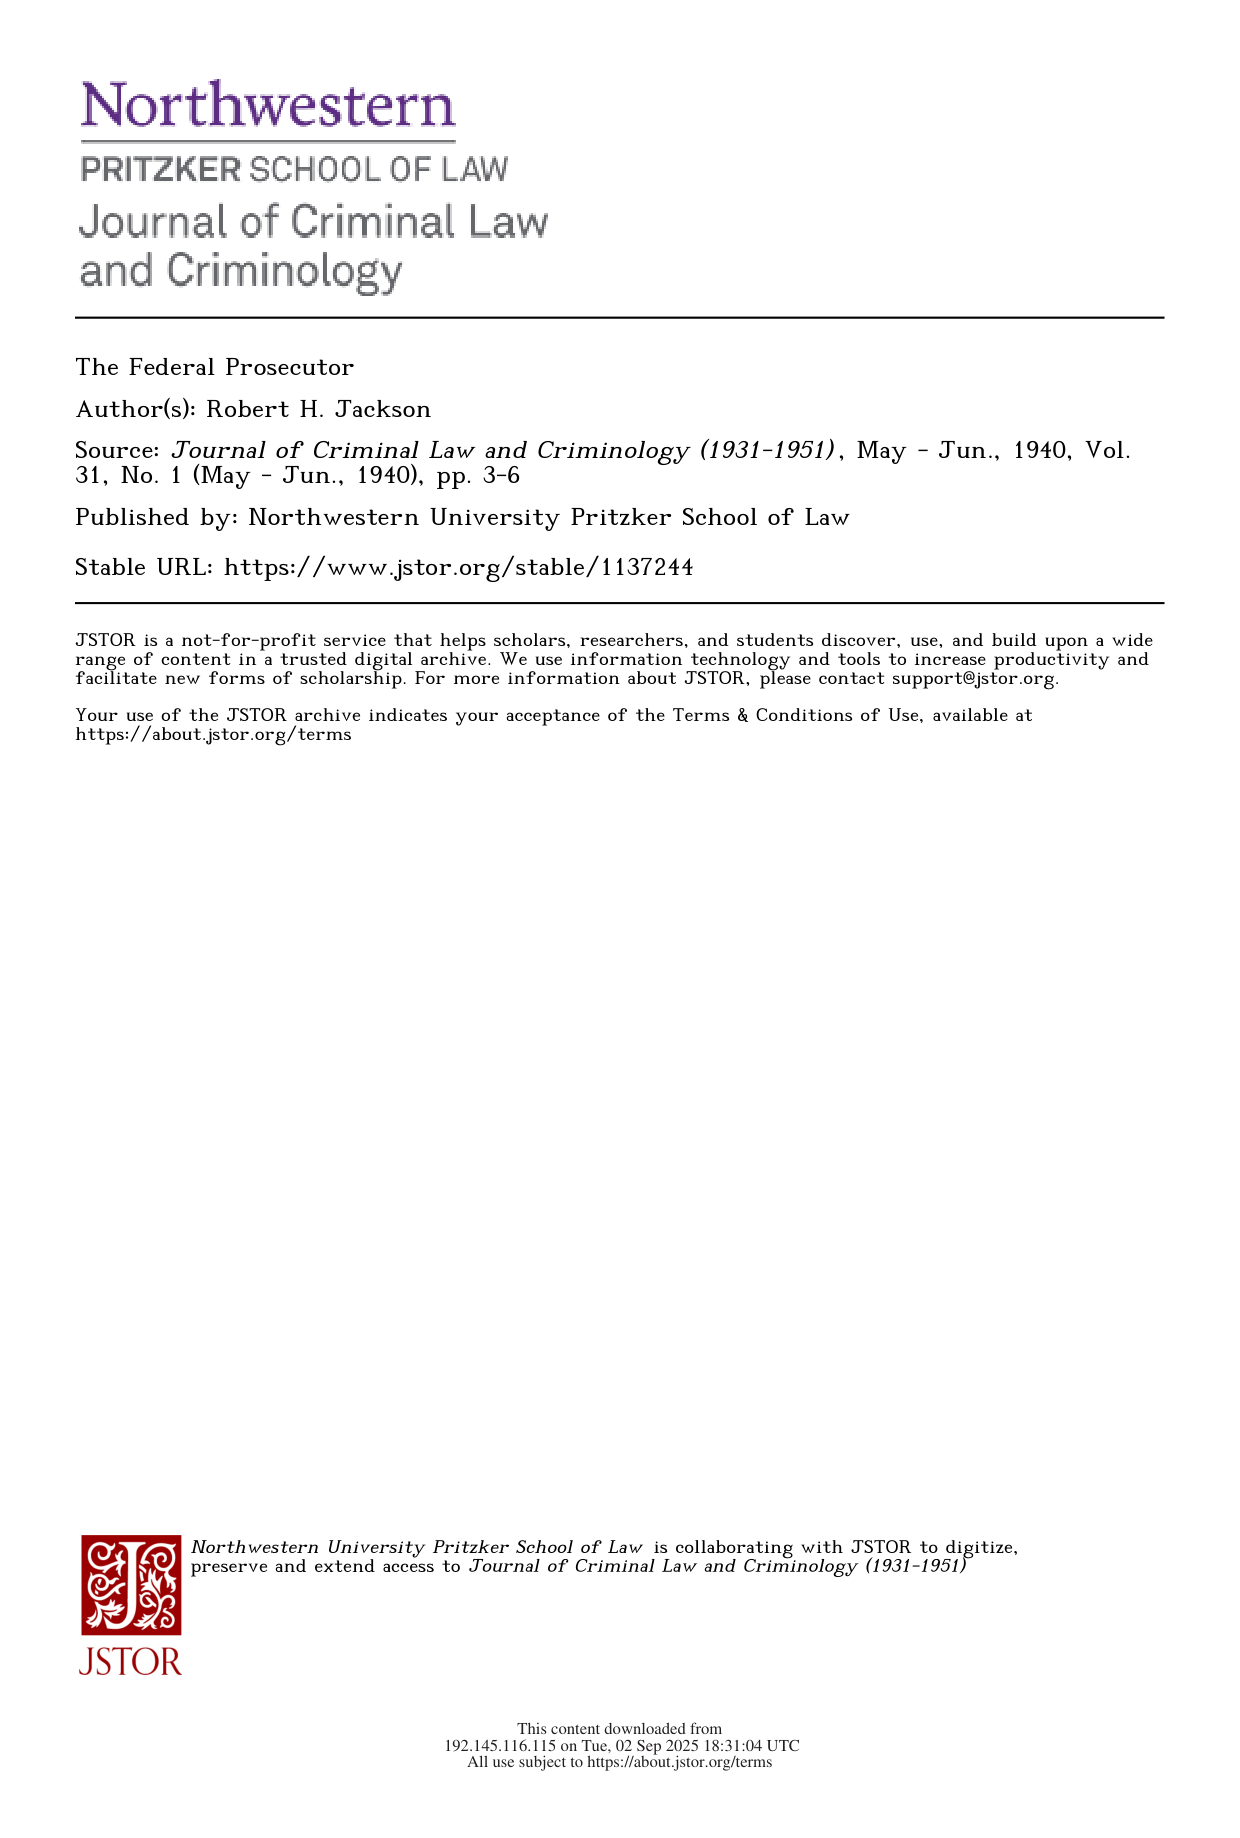 Northwestern
PRITZKER SCHOOL OF LAW
Journal of Criminal Law
and Criminology
The Federal Prosecutor
Author(s): Robert H. Jackson
Source: Journal of Criminal Law and Criminology (1931-1951), May - Jun., 1940, Vol.
31, No. 1 (May - Jun., 1940), pp. 3-6
Published by: Northwestern University Pritzker School of Law
Stable URL: https://www.jstor.org/stable/1137244
JSTOR is a not-for-profit service that helps scholars, researchers, and students discover, use, and build upon a wide
range of content in a trusted digital archive. We use information technology and tools to increase productivity and
facilitate new forms of scholarship. For more information about JSTOR, please contact support@jstor.org.
Your use of the JSTOR archive indicates your acceptance of the Terms & Conditions of Use, available at
https://about.jstor.org/terms
Northwestern University Pritzker School of Law is collaborating with JSTOR to digitize,
preserve and extend access to Journal of Criminal Law and Criminology (1931-1951)
JSTOR
This content downloaded from
192.145.116.115 on Tue, 02 Sep 2025 18:31:04 UTC
All use subject to https://about.jstor.org/terms